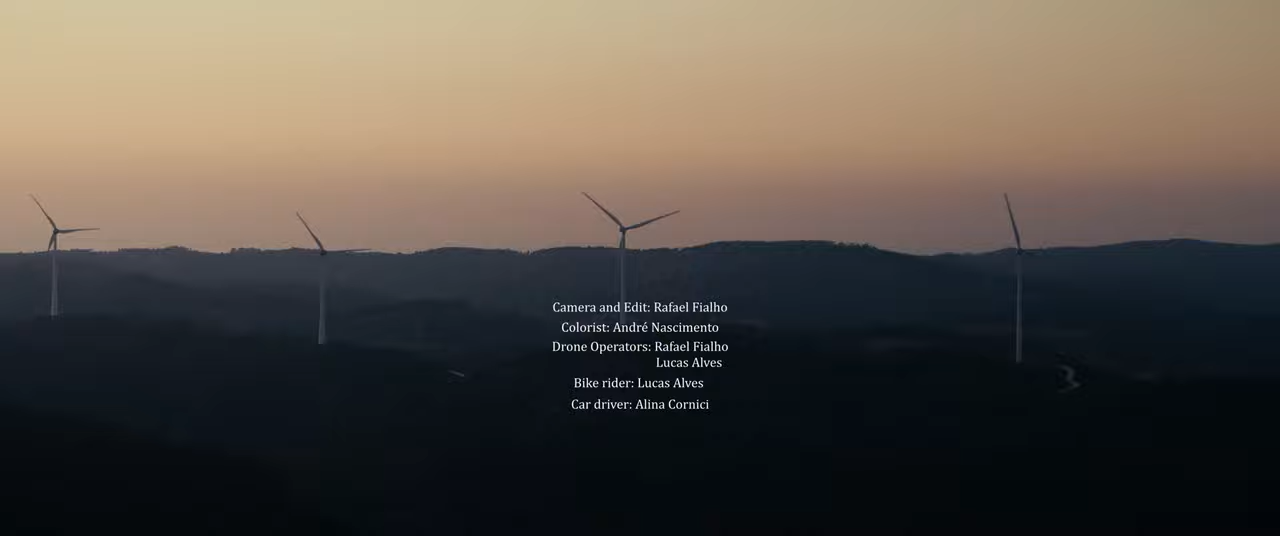 Camera and Edit: Rafael Fialho
Colorist: André Nascimento
Drone Operators: Rafael Fialho
Lucas Alves
Bike rider: Lucas Alves
Car driver: Alina Cornici